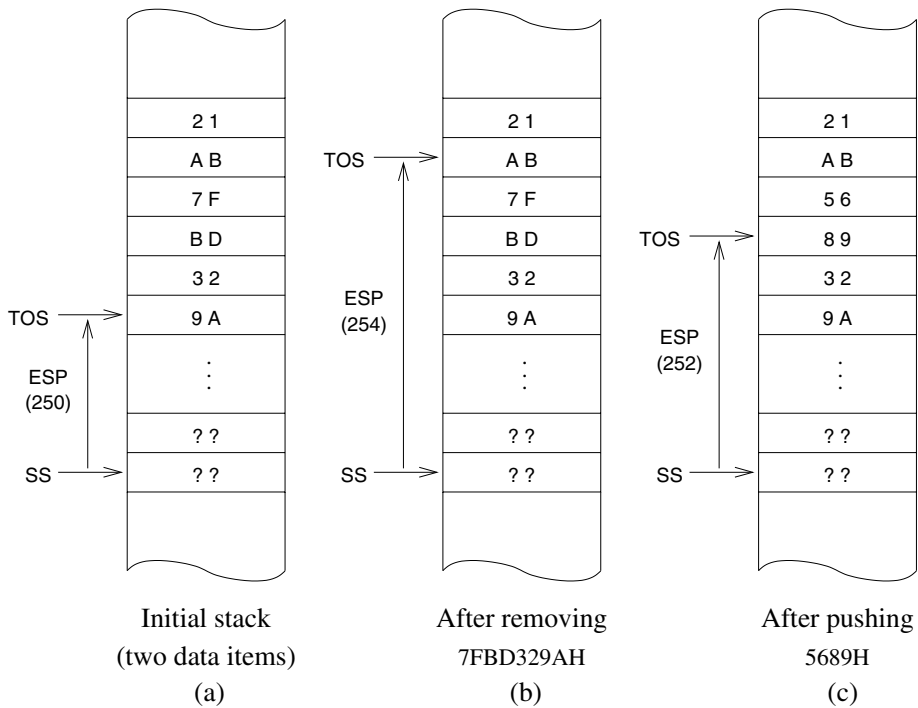 2 1
A B
7 F
B D
3 2
9 A
. . .
? ?
? ?
TOS
ESP
(250)
SS
Initial stack
(two data items)
(a)
2 1
A B
7 F
B D
3 2
9 A
. . .
? ?
? ?
TOS
ESP
(254)
SS
After removing
7FBD329AH
(b)
2 1
A B
5 6
8 9
3 2
9 A
. . .
? ?
? ?
TOS
ESP
(252)
SS
After pushing
5689H
(c)